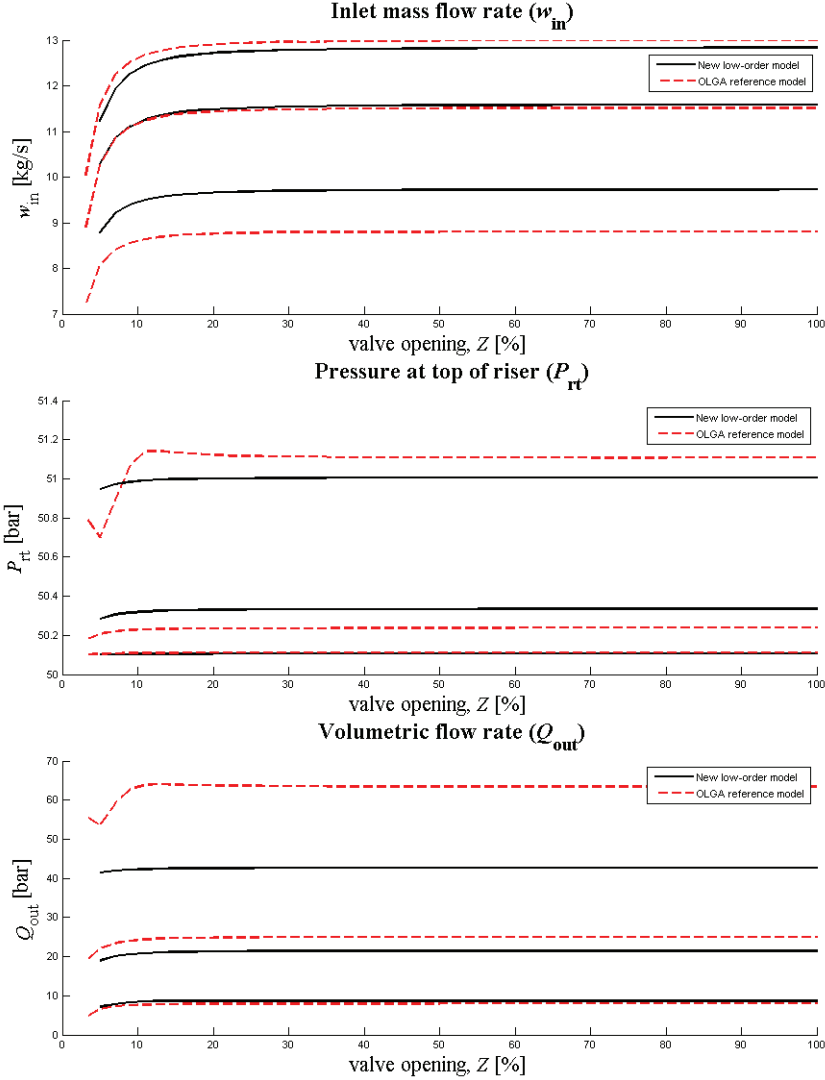 Inlet mass flow rate (w_in)
13
12
11
10
9
8
7
w_in [kg/s]
New low-order model
OLGA reference model
0 10 20 30 40 50 60 70 80 90 100
valve opening, Z [%]
Pressure at top of riser (P_rt)
51.4
51.2
51
50.8
50.6
50.4
50.2
50
P_rt [bar]
New low-order model
OLGA reference model
0 10 20 30 40 50 60 70 80 90 100
valve opening, Z [%]
Volumetric flow rate (Q_out)
70
60
50
40
30
20
10
0
Q_out [bar]
New low-order model
OLGA reference model
0 10 20 30 40 50 60 70 80 90 100
valve opening, Z [%]